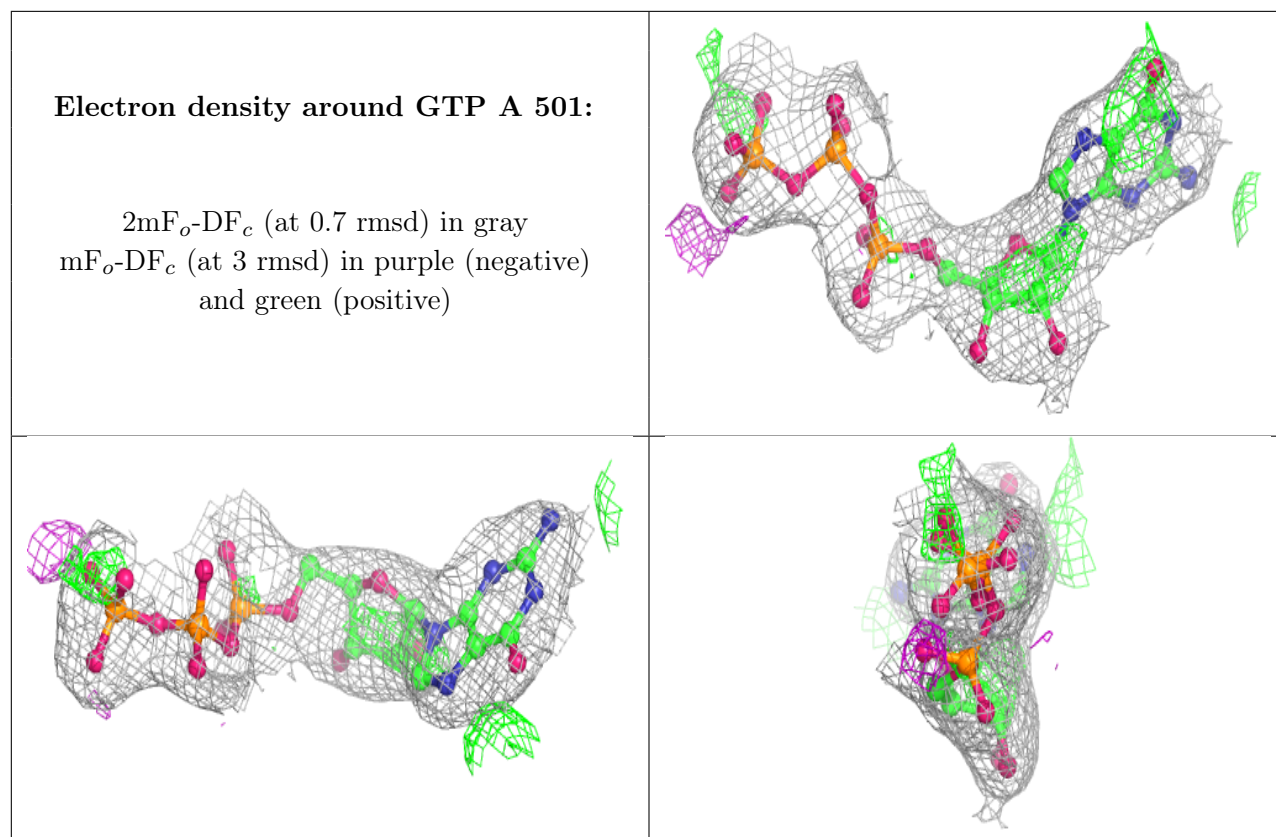 Electron density around GTP A 501:
2mFo-DFc (at 0.7 rmsd) in gray
mFo-DFc (at 3 rmsd) in purple (negative)
and green (positive)